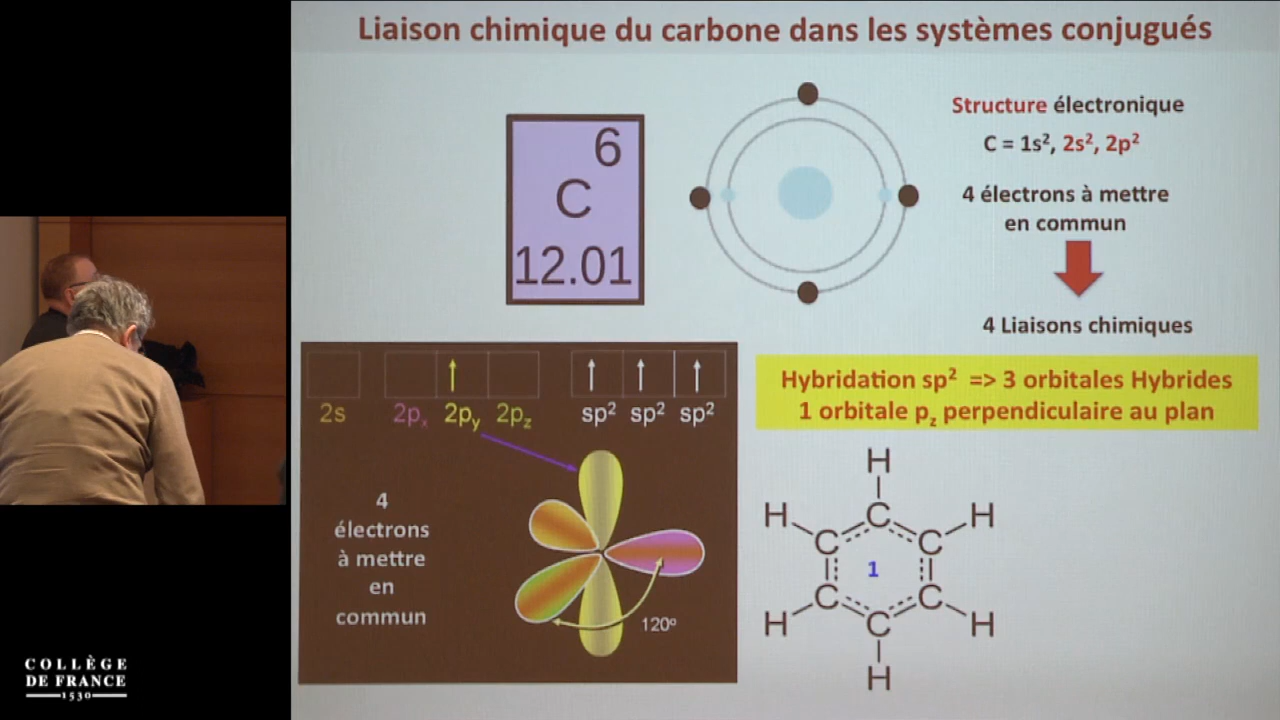 Liaison chimique du carbone dans les systèmes conjugués
6
C
12.01
Structure électronique
C = 1s², 2s², 2p²
4 électrons à mettre
en commun
4 Liaisons chimiques
2s 2pₓ 2py 2pz sp² sp² sp²
4
électrons
à mettre
en
commun
120º
Hybridation sp² => 3 orbitales Hybrides
1 orbitale pz perpendiculaire au plan
H
H C H
C C
1
C C
H C H
H
COLLÈGE
DE FRANCE
1530